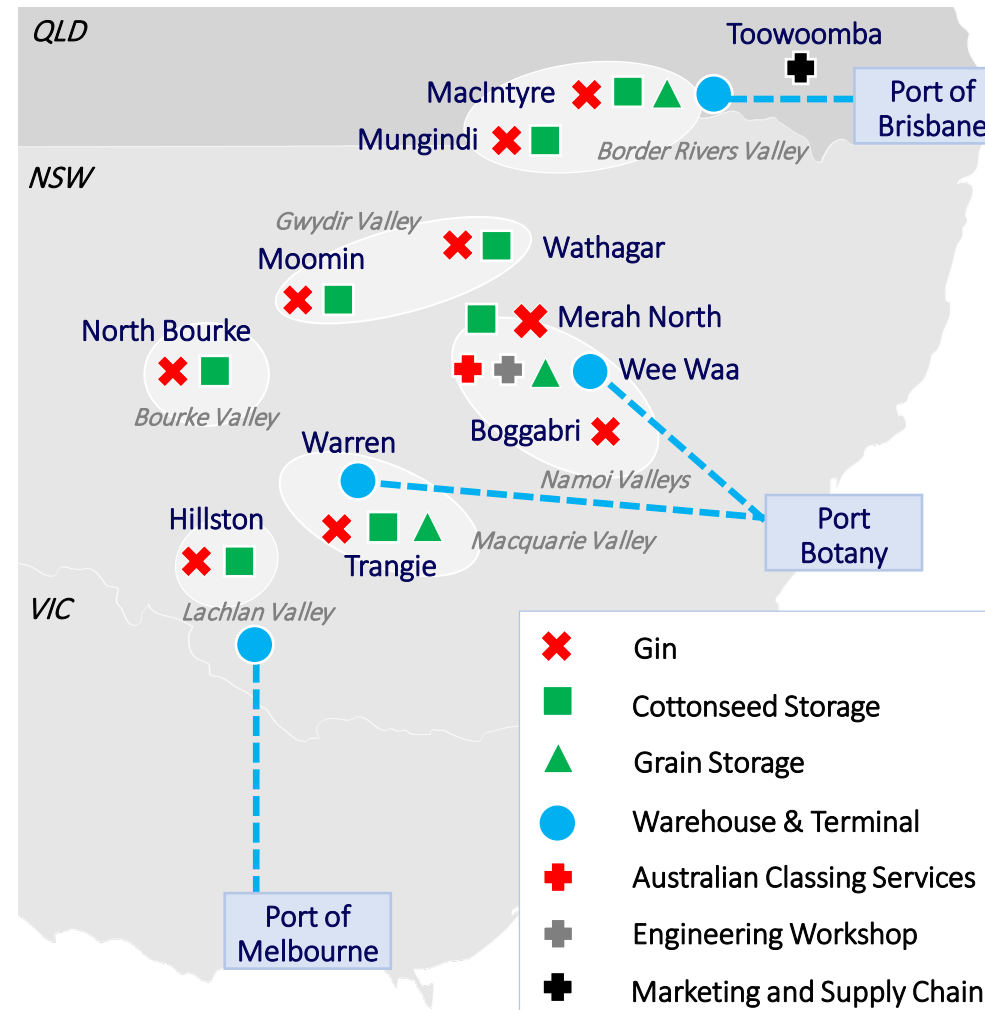 QLD
Toowoomba
MacIntyre
Port of
Brisbane
Mungindi
Border Rivers Valley
NSW
Gwydir Valley
Moomin
Wathagar
Merah North
North Bourke
Wee Waa
Bourke Valley
Boggabri
Warren
Namoi Valleys
Hillston
Port
Botany
Macquarie Valley
Trangie
VIC
Lachlan Valley
Gin
Cottonseed Storage
Grain Storage
Warehouse & Terminal
Australian Classing Services
Engineering Workshop
Marketing and Supply Chain
Port of
Melbourne